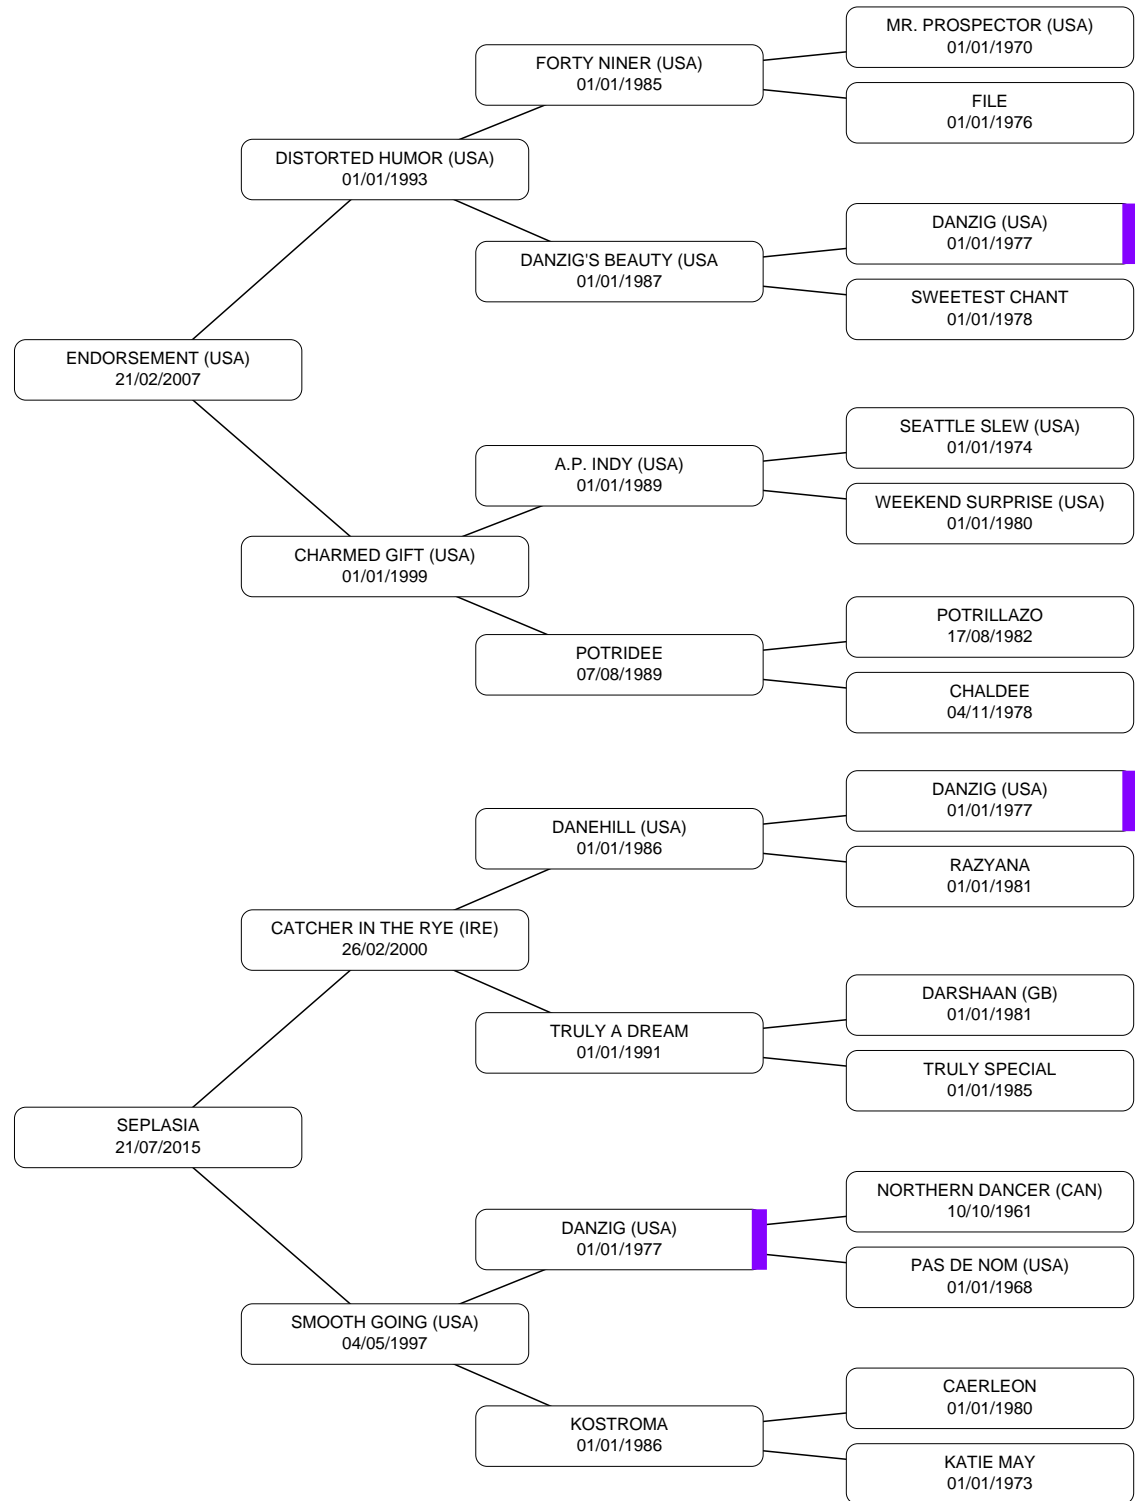 MR. PROSPECTOR (USA)
01/01/1970
FORTY NINER (USA)
01/01/1985
FILE
01/01/1976
DISTORTED HUMOR (USA)
01/01/1993
DANZIG (USA)
01/01/1977
DANZIG'S BEAUTY (USA
01/01/1987
SWEETEST CHANT
01/01/1978
ENDORSEMENT (USA)
21/02/2007
SEATTLE SLEW (USA)
01/01/1974
A.P. INDY (USA)
01/01/1989
WEEKEND SURPRISE (USA)
01/01/1980
CHARMED GIFT (USA)
01/01/1999
POTRILLAZO
17/08/1982
POTRIDEE
07/08/1989
CHALDEE
04/11/1978
DANZIG (USA)
01/01/1977
DANEHILL (USA)
01/01/1986
RAZYANA
01/01/1981
CATCHER IN THE RYE (IRE)
26/02/2000
DARSHAAN (GB)
01/01/1981
TRULY A DREAM
01/01/1991
TRULY SPECIAL
01/01/1985
SEPLASIA
21/07/2015
NORTHERN DANCER (CAN)
10/10/1961
DANZIG (USA)
01/01/1977
PAS DE NOM (USA)
01/01/1968
SMOOTH GOING (USA)
04/05/1997
CAERLEON
01/01/1980
KOSTROMA
01/01/1986
KATIE MAY
01/01/1973